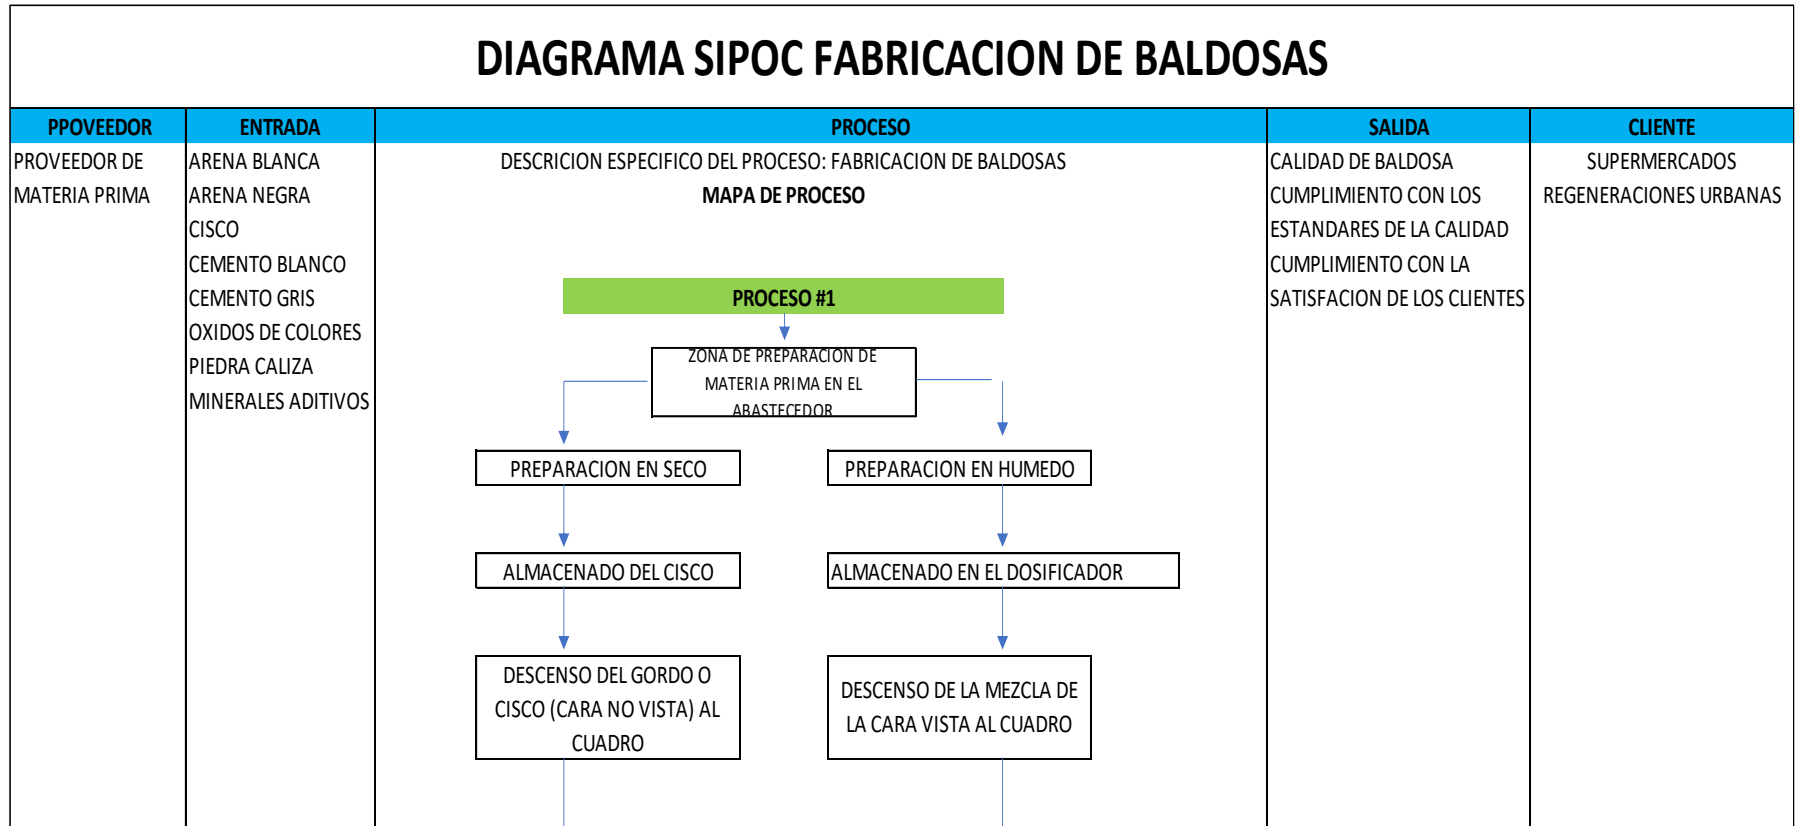 DIAGRAMA SIPOC FABRICACION DE BALDOSAS
PPOVEEDOR
ENTRADA
PROCESO
SALIDA
CLIENTE
PROVEEDOR DE
MATERIA PRIMA
ARENA BLANCA
ARENA NEGRA
CISCO
CEMENTO BLANCO
CEMENTO GRIS
OXIDOS DE COLORES
PIEDRA CALIZA
MINERALES ADITIVOS
DESCRICION ESPECIFICO DEL PROCESO: FABRICACION DE BALDOSAS
MAPA DE PROCESO
PROCESO #1
ZONA DE PREPARACION DE
MATERIA PRIMA EN EL
ABASTECEDOR
PREPARACION EN SECO
PREPARACION EN HUMEDO
ALMACENADO DEL CISCO
ALMACENADO EN EL DOSIFICADOR
DESCENSO DEL GORDO O
CISCO (CARA NO VISTA) AL
CUADRO
DESCENSO DE LA MEZCLA DE
LA CARA VISTA AL CUADRO
CALIDAD DE BALDOSA
CUMPLIMIENTO CON LOS
ESTANDARES DE LA CALIDAD
CUMPLIMIENTO CON LA
SATISFACION DE LOS CLIENTES
SUPERMERCADOS
REGENERACIONES URBANAS